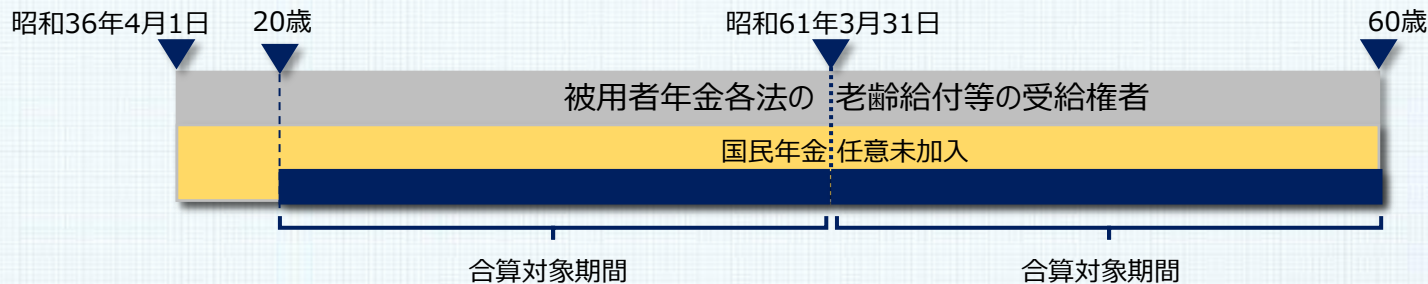 昭和36年4月1日
20歳
昭和61年3月31日
60歳
被用者年金各法の 老齢給付等の受給権者
国民年金 任意未加入
合算対象期間
合算対象期間